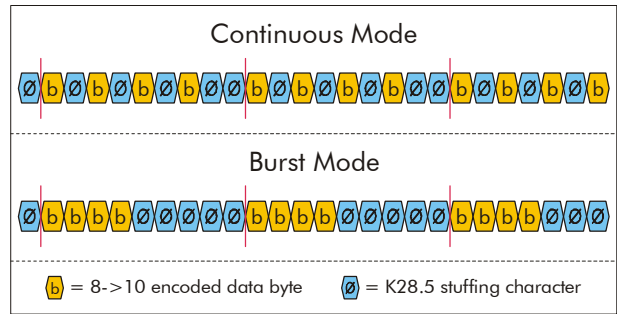 Continuous Mode
Ø b Ø b Ø b Ø b Ø Ø b Ø b Ø b Ø b Ø Ø b Ø b Ø b Ø b
Burst Mode
Ø b b b b Ø Ø Ø Ø Ø b b b b Ø Ø Ø Ø Ø b b b b Ø Ø Ø
b = 8->10 encoded data byte Ø = K28.5 stuffing character